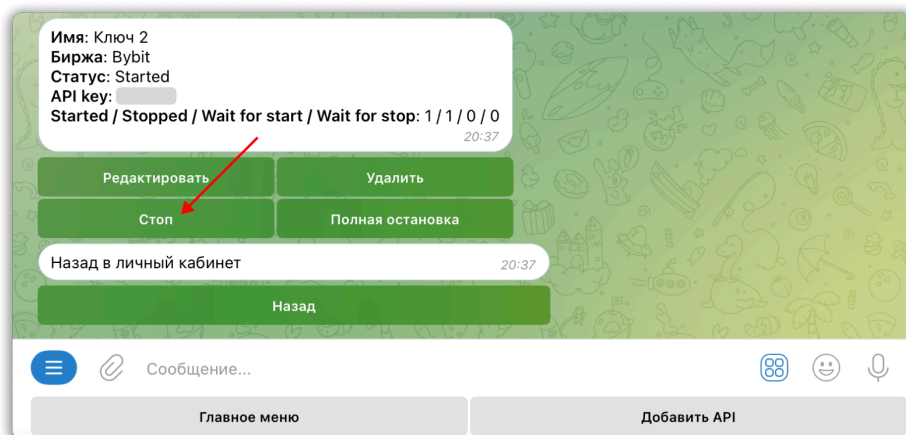 Имя: Ключ 2
Биржа: Bybit
Статус: Started
API key:
Started / Stopped / Wait for start / Wait for stop: 1 / 1 / 0 / 0
20:37
Редактировать
Удалить
Стоп
Полная остановка
Назад в личный кабинет
20:37
Назад
Сообщение...
Главное меню
Добавить API